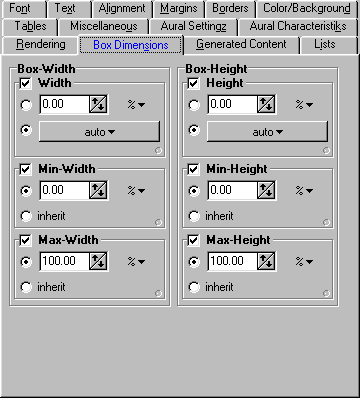 Font Text Alignment Margins Borders Color/Background
Tables Miscellaneous Aural Settingz Aural Characteristiks
Rendering Box Dimensions Generated Content Lists
Box-Width Box-Height
Width Height
0.00 % 0.00 %
auto auto
Min-Width Min-Height
0.00 % 0.00 %
inherit inherit
Max-Width Max-Height
100.00 % 100.00 %
inherit inherit